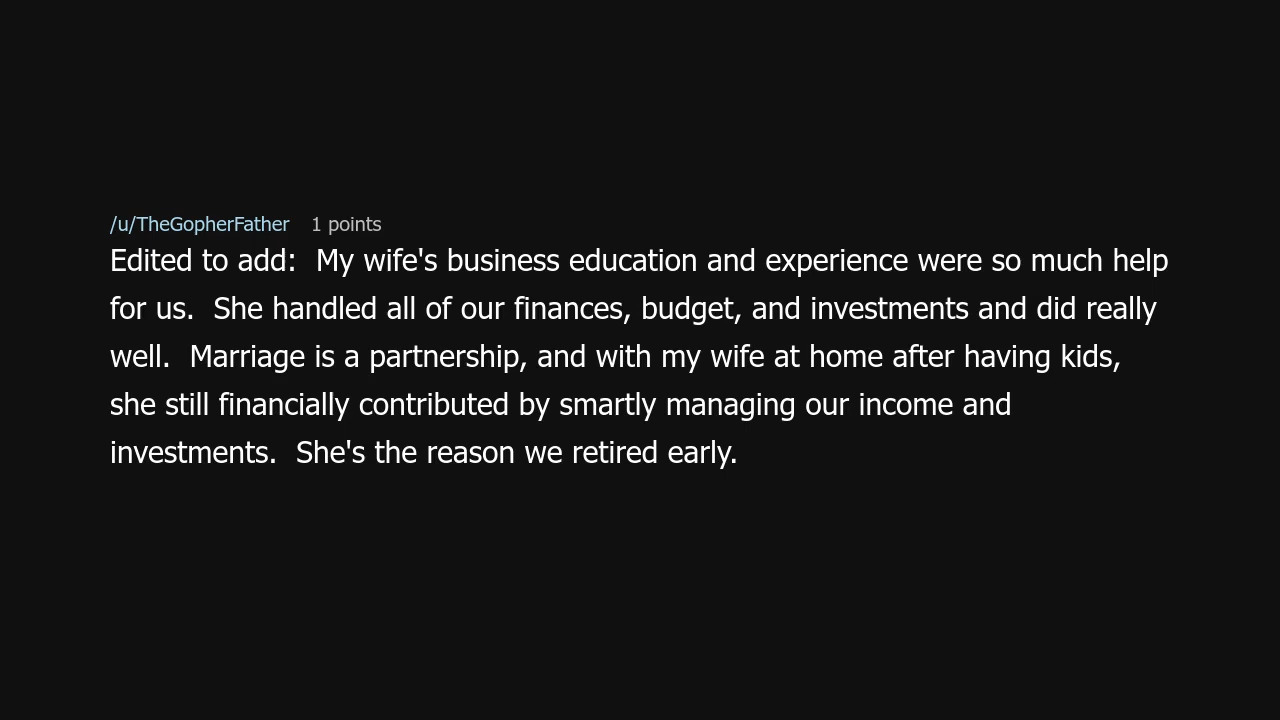 /u/TheGopherFather 1 points
Edited to add:  My wife's business education and experience were so much help
for us.  She handled all of our finances, budget, and investments and did really
well.  Marriage is a partnership, and with my wife at home after having kids,
she still financially contributed by smartly managing our income and
investments.  She's the reason we retired early.